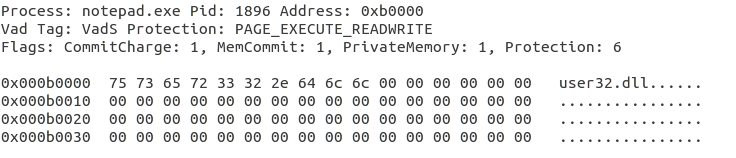 Process: notepad.exe Pid: 1896 Address: 0xb0000
Vad Tag: VadS Protection: PAGE_EXECUTE_READWRITE
Flags: CommitCharge: 1, MemCommit: 1, PrivateMemory: 1, Protection: 6

0x000b0000  75 73 65 72 33 32 2e 64 6c 6c 00 00 00 00 00 00   user32.dll......
0x000b0010  00 00 00 00 00 00 00 00 00 00 00 00 00 00 00 00   ................
0x000b0020  00 00 00 00 00 00 00 00 00 00 00 00 00 00 00 00   ................
0x000b0030  00 00 00 00 00 00 00 00 00 00 00 00 00 00 00 00   ................